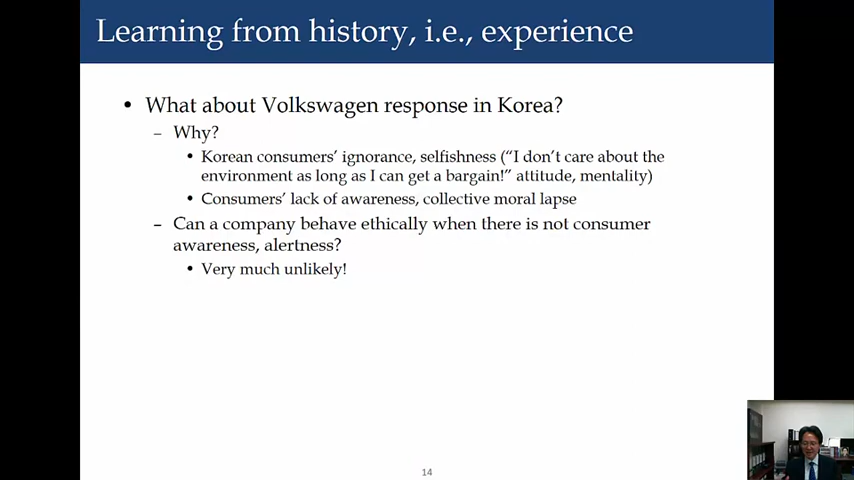 Learning from history, i.e., experience
• What about Volkswagen response in Korea?
– Why?
• Korean consumers' ignorance, selfishness ("I don't care about the
environment as long as I can get a bargain!" attitude, mentality)
• Consumers' lack of awareness, collective moral lapse
– Can a company behave ethically when there is not consumer
awareness, alertness?
• Very much unlikely!
14